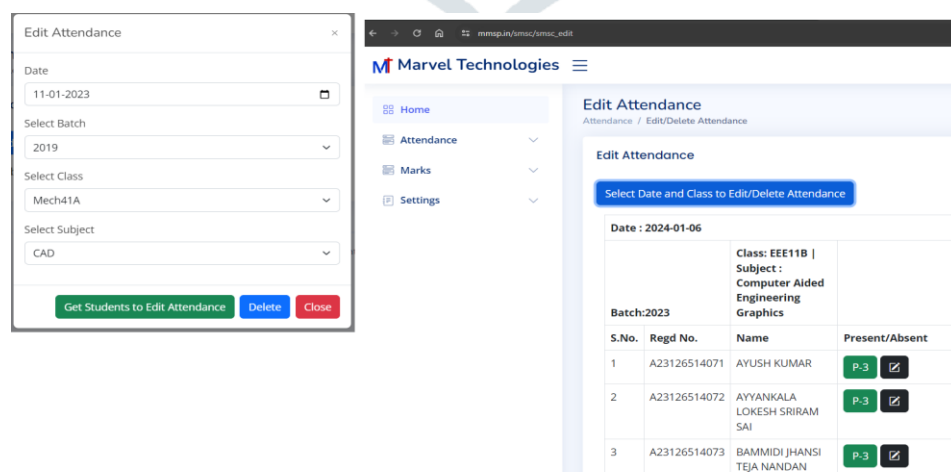 Edit Attendance
×
Date
11-01-2023
Select Batch
2019
Select Class
Mech41A
Select Subject
CAD
Get Students to Edit Attendance
Delete
Close
mmsp.in/smsc/smsc_edit
Marvel Technologies
Home
Attendance
Marks
Settings
Edit Attendance
Attendance / Edit/Delete Attendance
Edit Attendance
Select Date and Class to Edit/Delete Attendance
Date : 2024-01-06
Batch:2023
Class: EEE11B |
Subject :
Computer Aided
Engineering
Graphics
S.No. Regd No. Name Present/Absent
1 A23126514071 AYUSH KUMAR P-3
2 A23126514072 AYYANKALA P-3
LOKESH SRIRAM
SAI
3 A23126514073 BAMMIDI JHANSI P-3
TEJA NANDAN